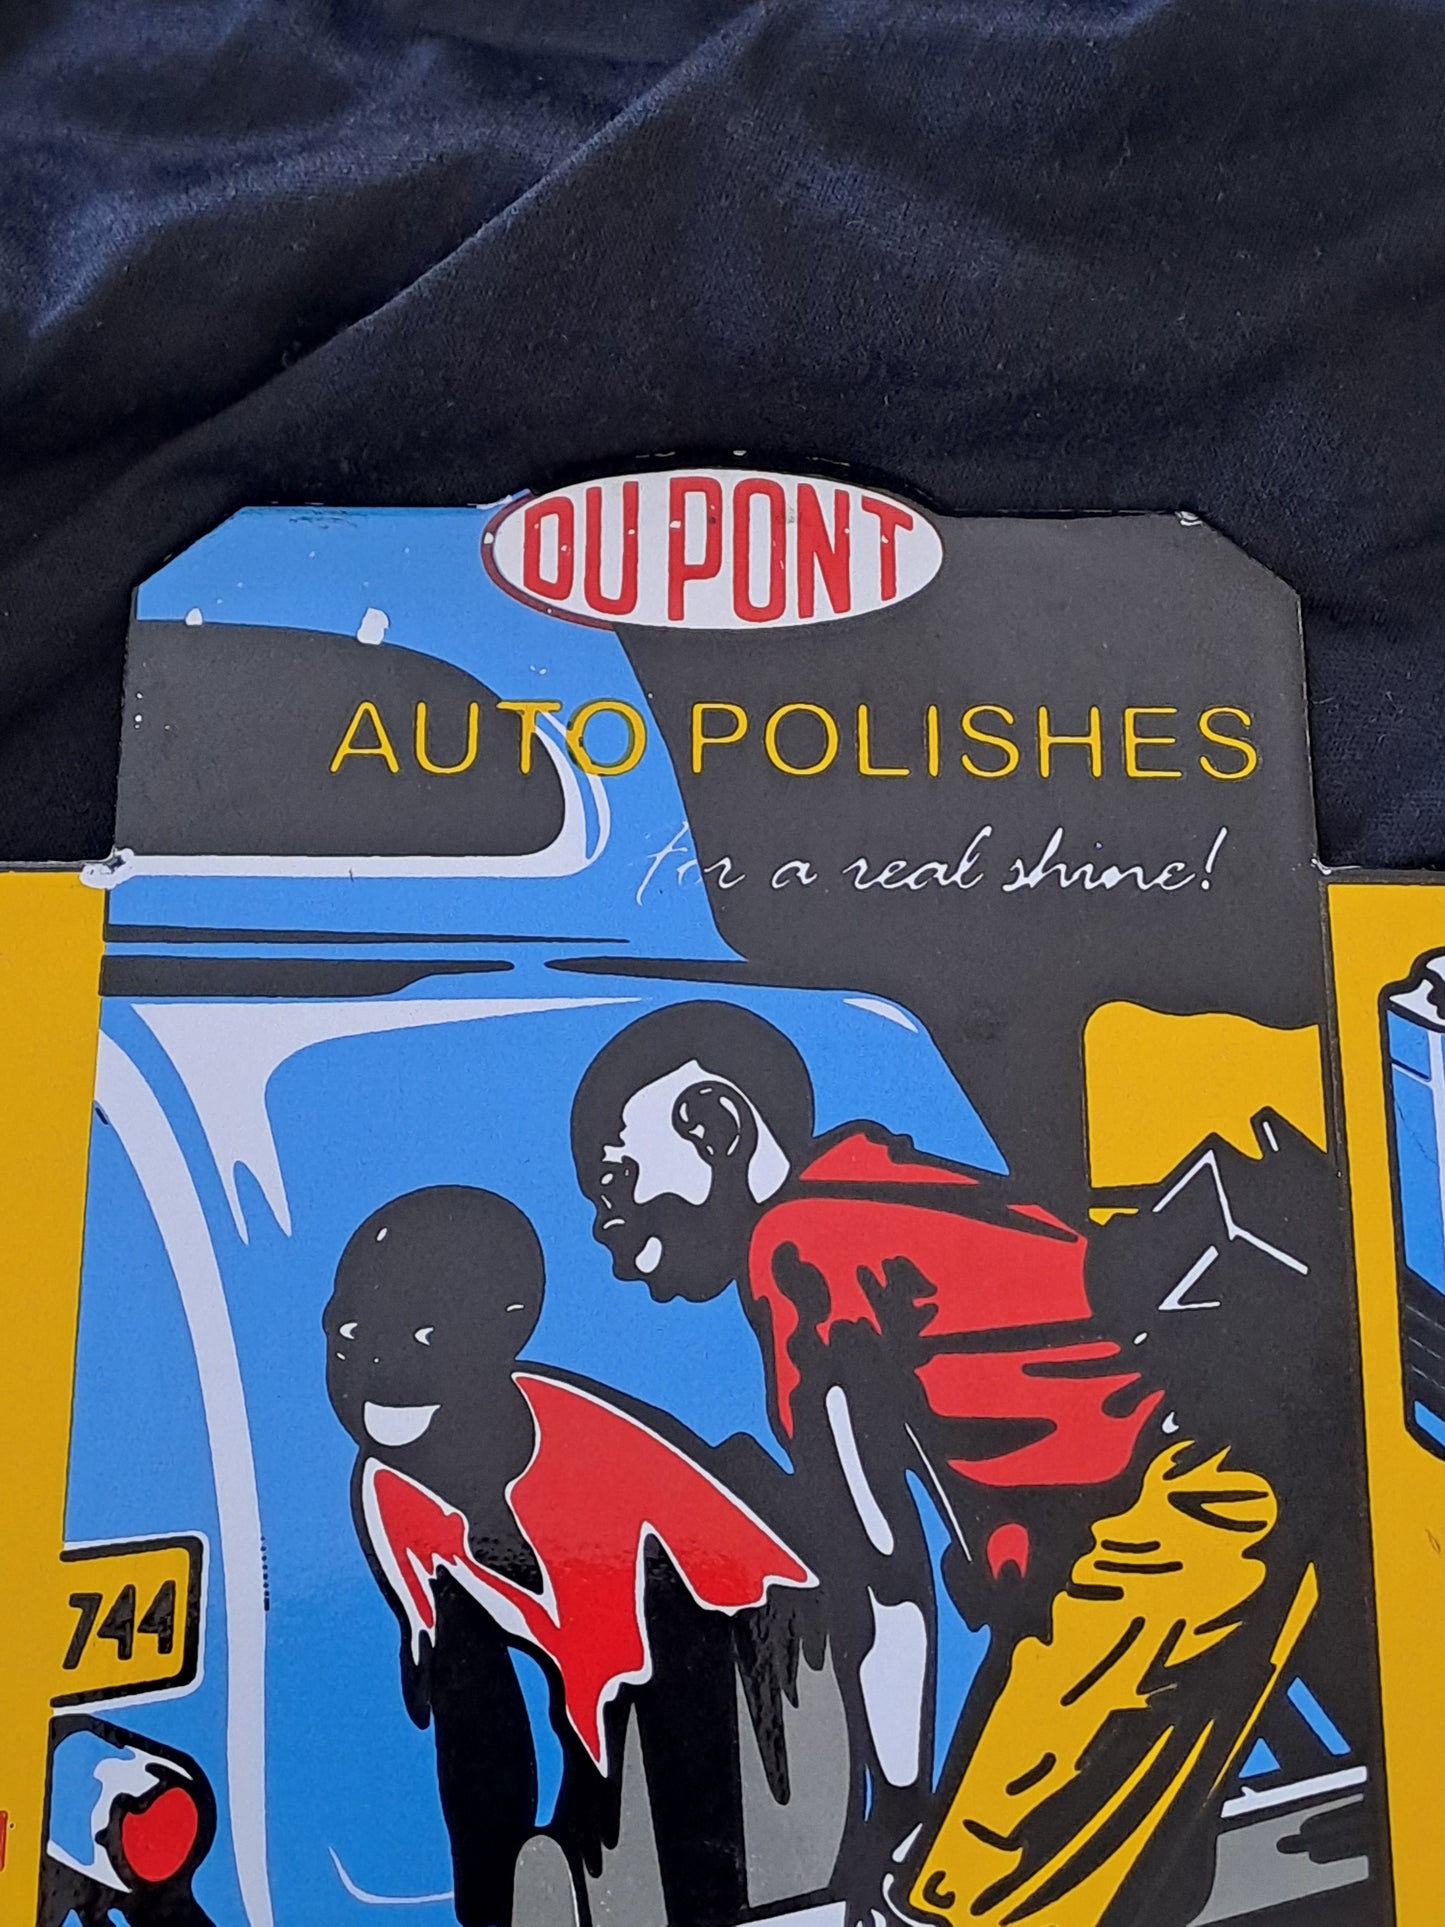 DU PONT
AUTO POLISHES
for a real shine!
744